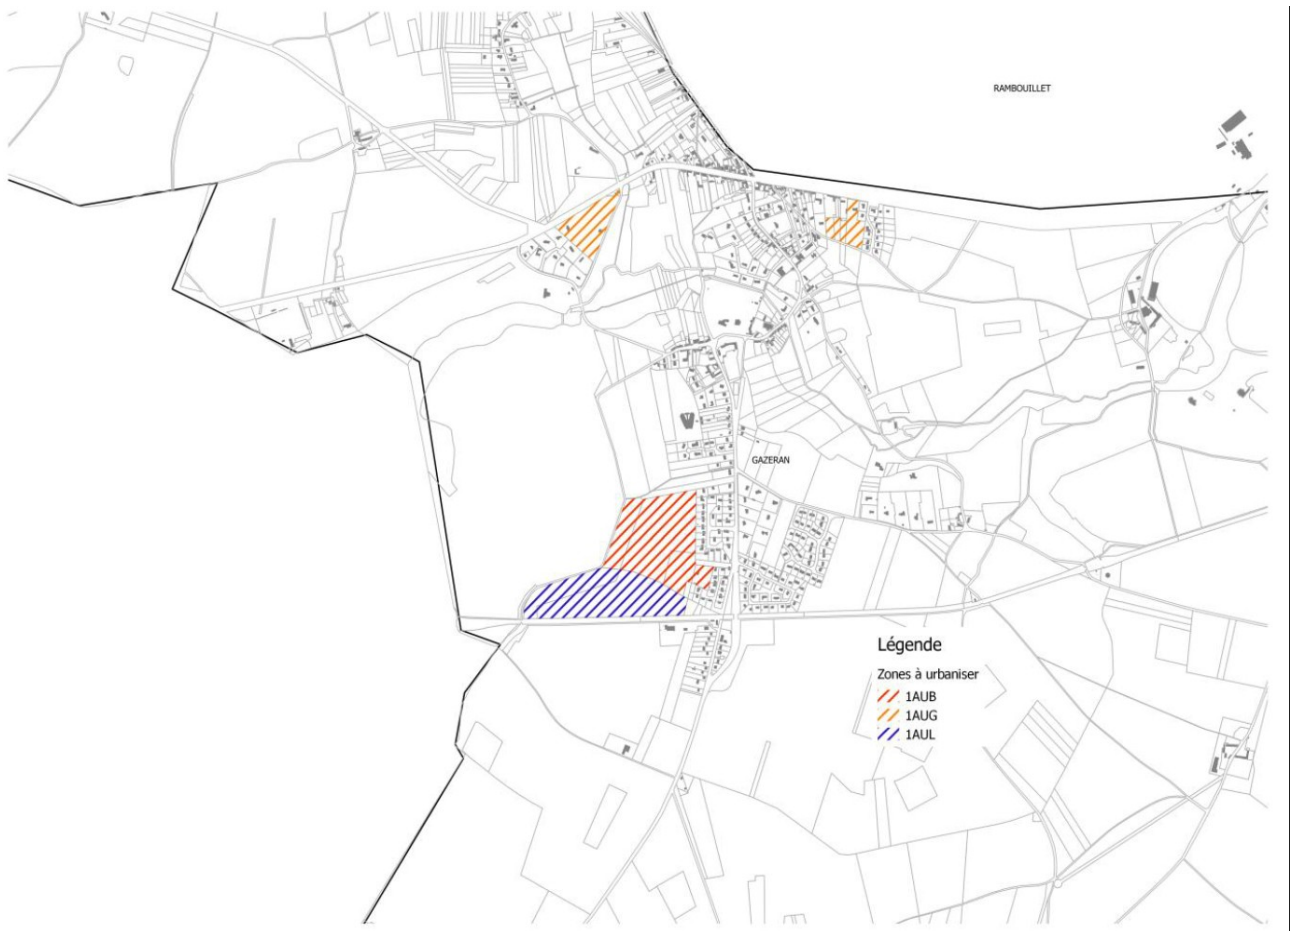 RAMBOUILLET
GAZERAN
Légende
Zones à urbaniser
1AUB
1AUG
1AUL